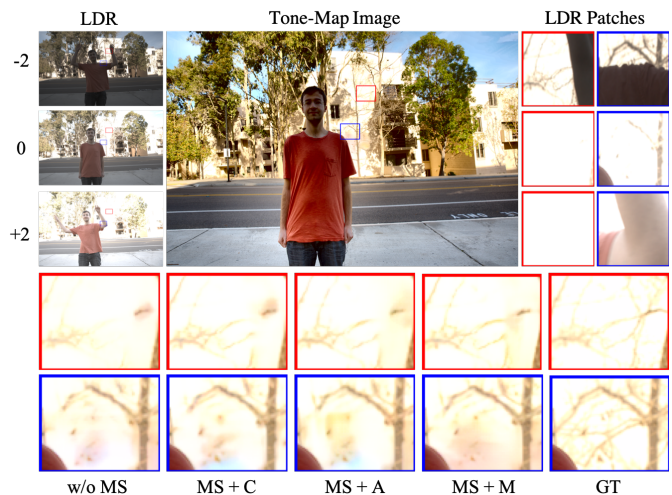 LDR
Tone-Map Image
LDR Patches
-2
0
+2
w/o MS
MS + C
MS + A
MS + M
GT